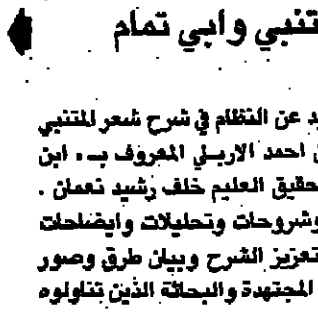 تنبي وأبي تمام
يد عن النظام في شرح شعر المتنبي
احمد الاربلي المعروف بـ. ابن
حقيق العليم خلف رشيد نعمان .
وشروحات وتحليلات وايضاحات
تعزيز الشرح وبيان طرق وصور
المجتهدة والبحاثة الذين تناولوه